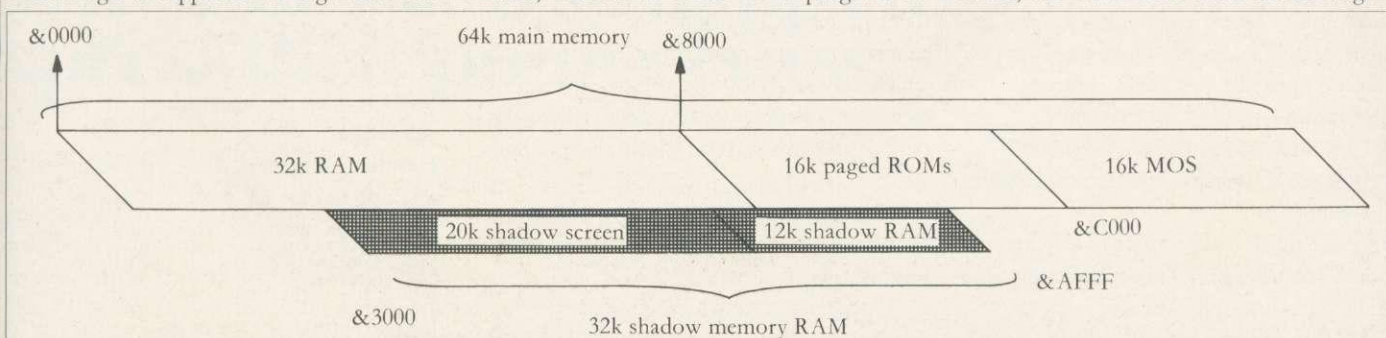 &0000
64k main memory
&8000
32k RAM
16k paged ROMs
16k MOS
20k shadow screen
12k shadow RAM
&C000
&AFFF
&3000
32k shadow memory RAM